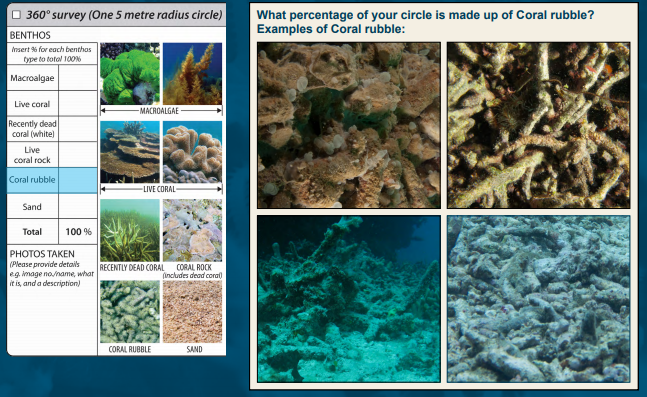 360° survey (One 5 metre radius circle)
BENTHOS
Insert % for each benthos
type to total 100%
Macroalgae
Live coral
Recently dead
coral (white)
Live
coral rock
Coral rubble
Sand
Total 100 %
PHOTOS TAKEN
(Please provide details
e.g. image no./name, what
it is, and a description)
MACROALGAE
LIVE CORAL
RECENTLY DEAD CORAL
CORAL ROCK
(includes dead coral)
CORAL RUBBLE
SAND
What percentage of your circle is made up of Coral rubble?
Examples of Coral rubble: